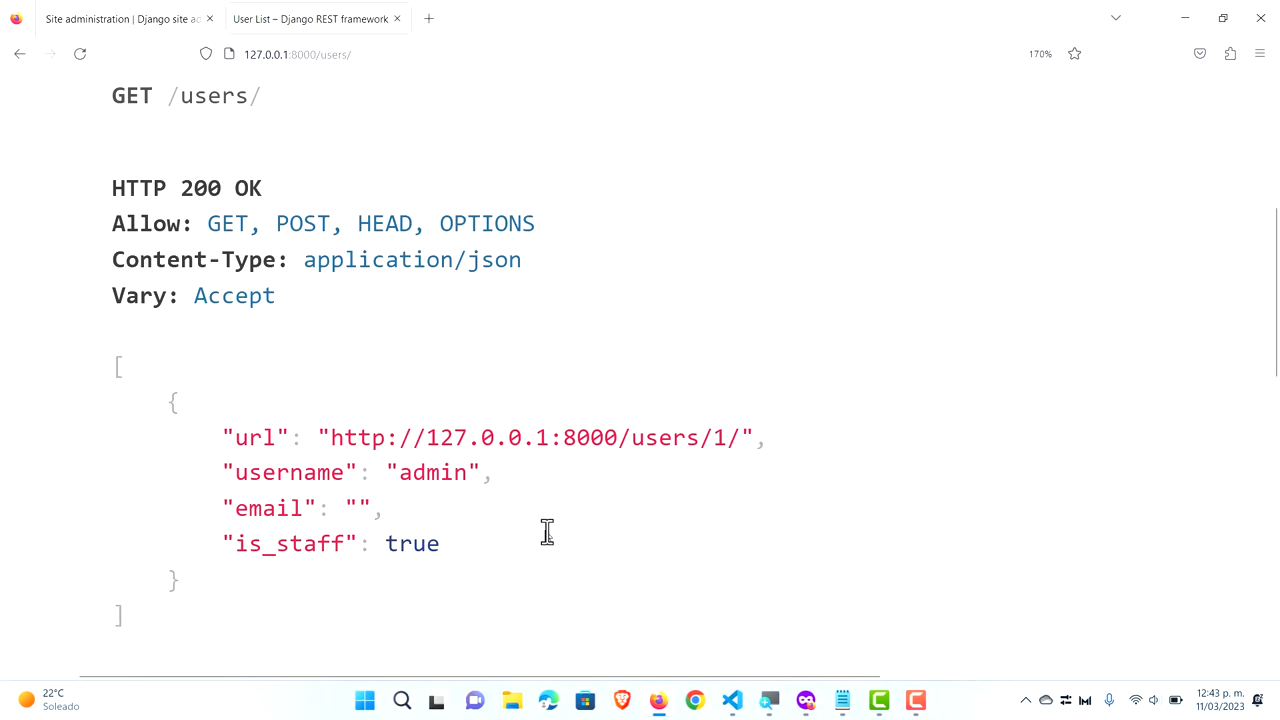 Site administration | Django site ad
User List – Django REST framework
127.0.0.1:8000/users/
170%
GET /users/
HTTP 200 OK
Allow: GET, POST, HEAD, OPTIONS
Content-Type: application/json
Vary: Accept
[
{
"url": "http://127.0.0.1:8000/users/1/",
"username": "admin",
"email": "",
"is_staff": true
}
]
22°C
Soleado
12:43 p. m.
11/03/2023